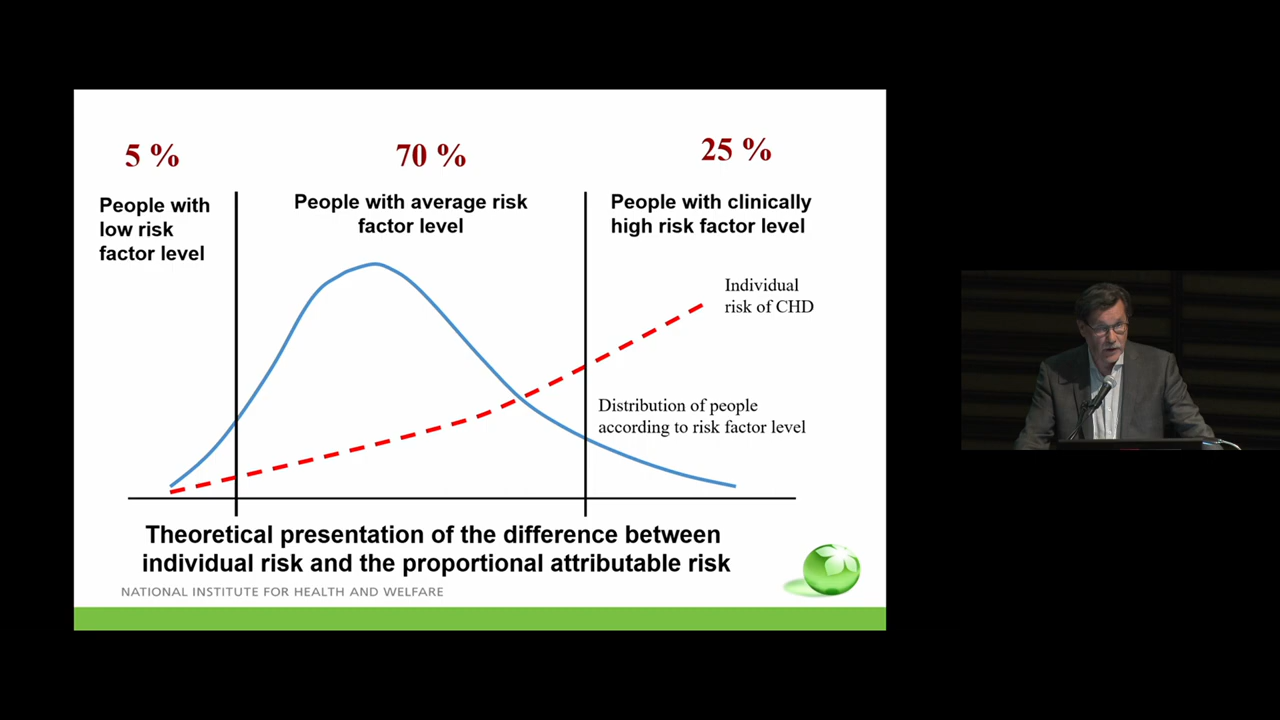 5 %
70 %
25 %
People with
low risk
factor level
People with average risk
factor level
People with clinically
high risk factor level
Individual
risk of CHD
Distribution of people
according to risk factor level
Theoretical presentation of the difference between
individual risk and the proportional attributable risk
NATIONAL INSTITUTE FOR HEALTH AND WELFARE